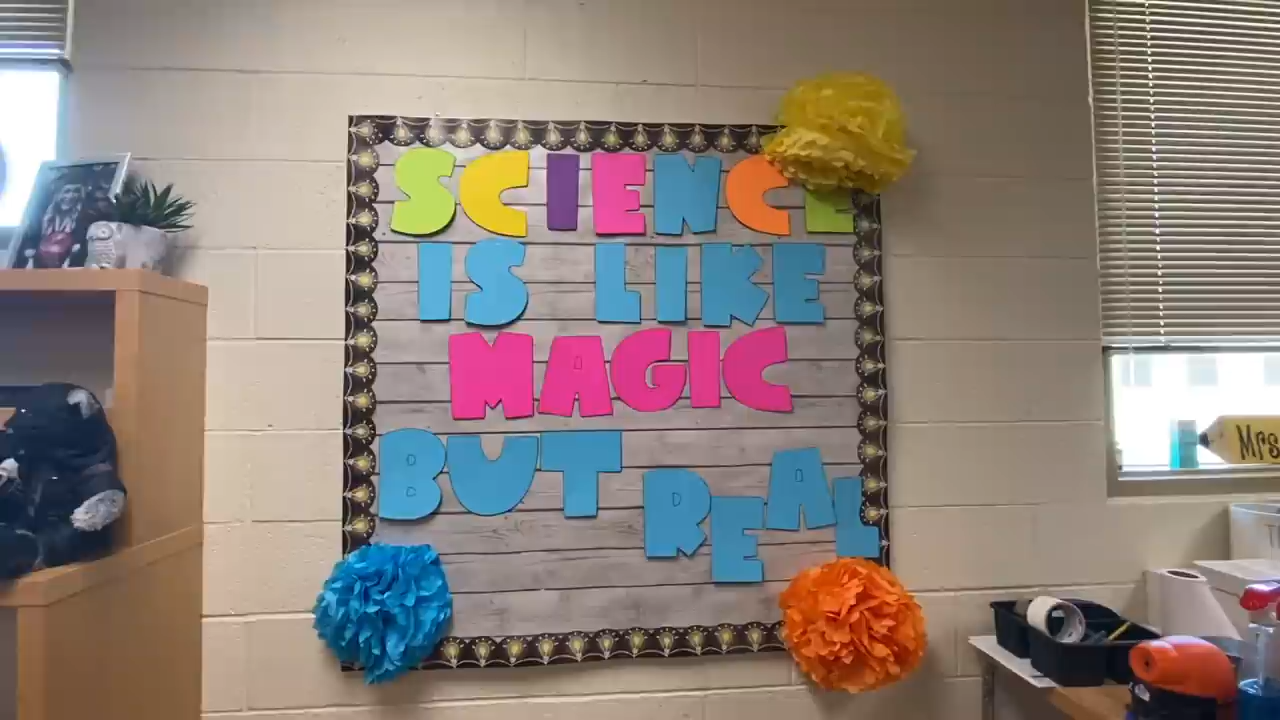 SCIENCE
IS LIKE
MAGIC
BUT REAL
Mrs